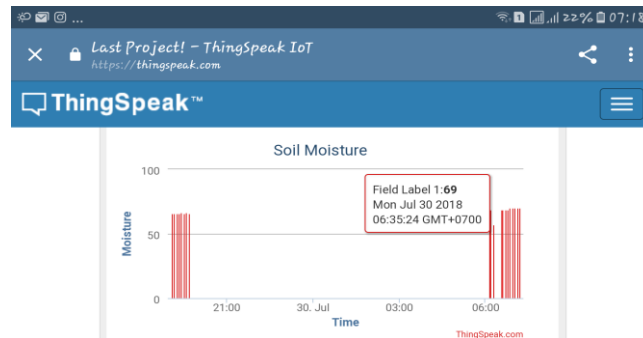 ... 1 22% 07:18
Last Project! - ThingSpeak IoT
https://thingspeak.com
ThingSpeak™
Soil Moisture
100
Field Label 1:69
Mon Jul 30 2018
06:35:24 GMT+0700
Moisture
50
0
21:00 30. Jul 03:00 06:00
Time
ThingSpeak.com